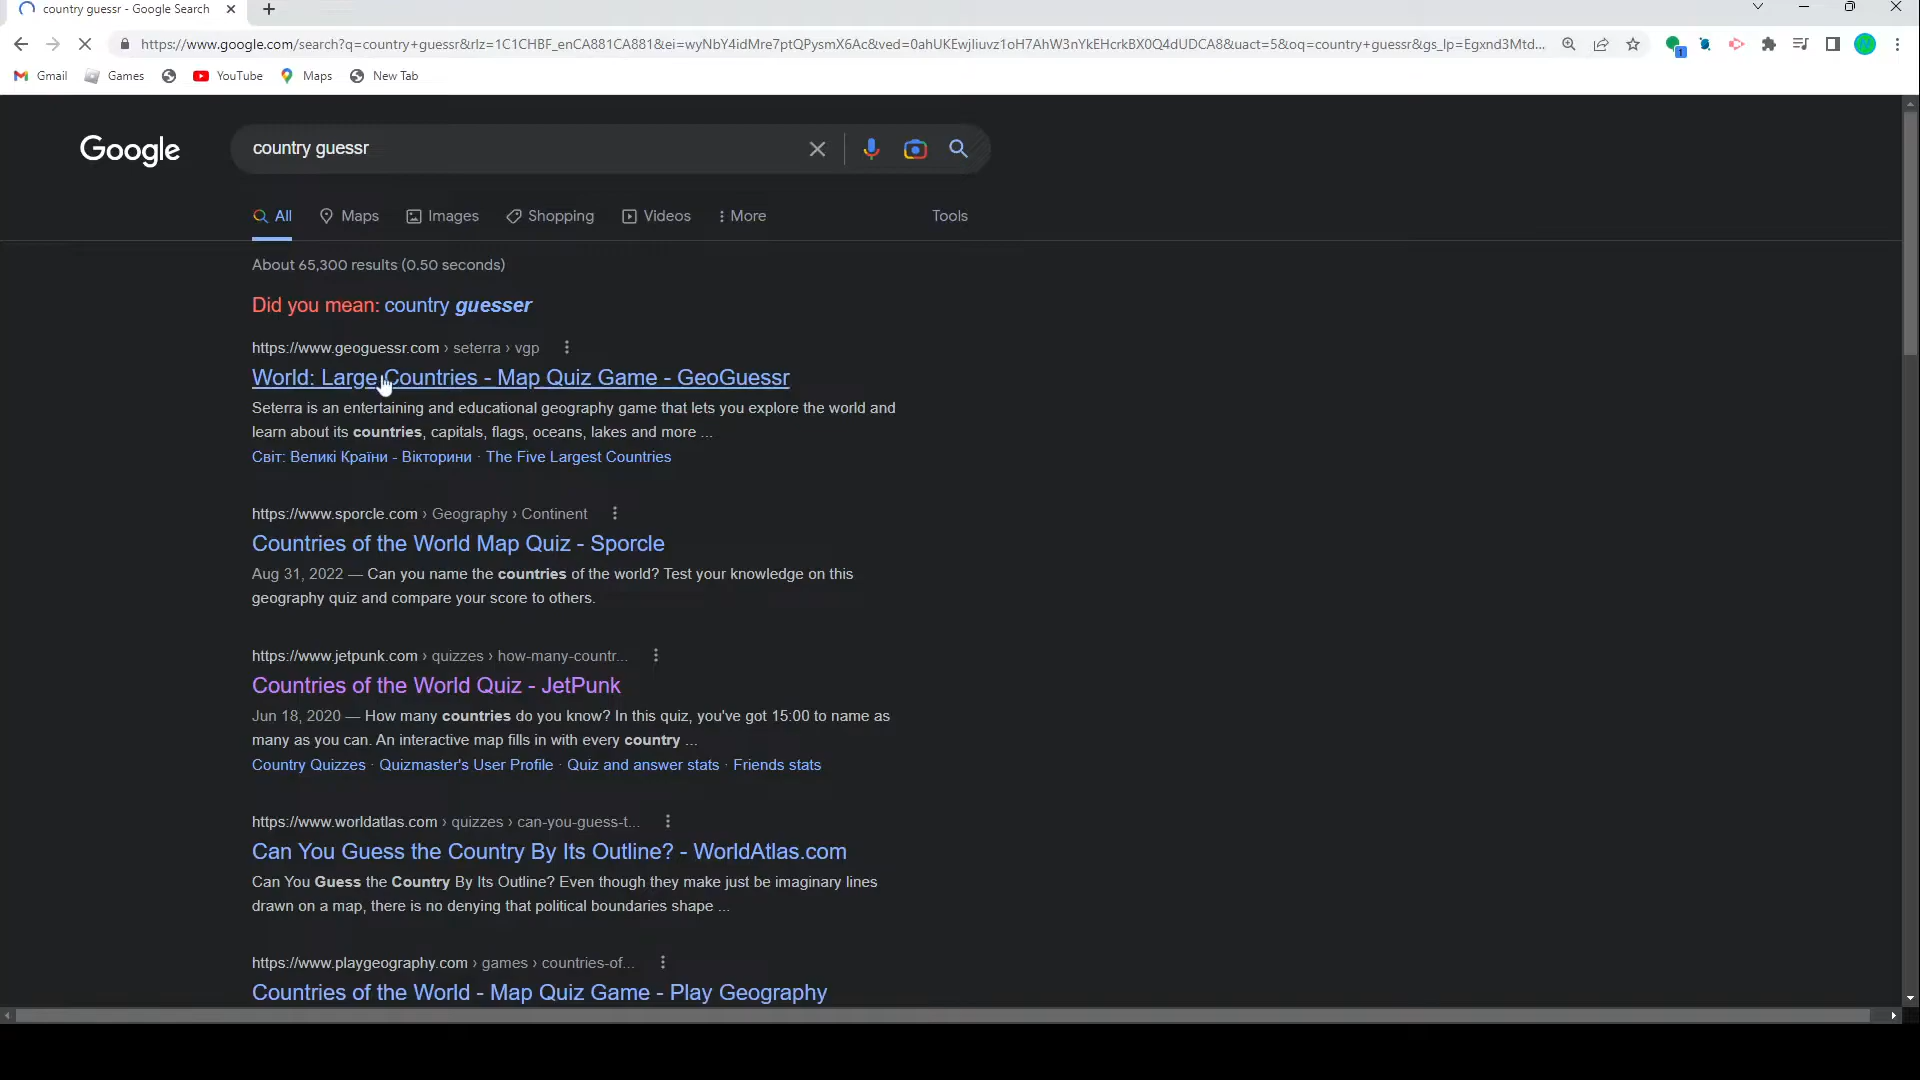 country guessr - Google Search
https://www.google.com/search?q=country+guessr&rlz=1C1CHBF_enCA881CA881&ei=wyNbY4idMre7ptQPysmX6Ac&ved=0ahUKEwjIiuvz1oH7AhW3nYkEHcrkBX0Q4dUDCA8&uact=5&oq=country+guessr&gs_lp=Egxnd3Mtd...
1
Gmail Games YouTube Maps New Tab
Google country guessr
All Maps Images Shopping Videos More Tools
About 65,300 results (0.50 seconds)
Did you mean: country guesser
https://www.geoguessr.com › seterra › vgp
World: Large Countries - Map Quiz Game - GeoGuessr
Seterra is an entertaining and educational geography game that lets you explore the world and
learn about its countries, capitals, flags, oceans, lakes and more ...
Світ: Великі Країни - Вікторини · The Five Largest Countries
https://www.sporcle.com › Geography › Continent
Countries of the World Map Quiz - Sporcle
Aug 31, 2022 — Can you name the countries of the world? Test your knowledge on this
geography quiz and compare your score to others.
https://www.jetpunk.com › quizzes › how-many-countr...
Countries of the World Quiz - JetPunk
Jun 18, 2020 — How many countries do you know? In this quiz, you've got 15:00 to name as
many as you can. An interactive map fills in with every country ...
Country Quizzes · Quizmaster's User Profile · Quiz and answer stats · Friends stats
https://www.worldatlas.com › quizzes › can-you-guess-t...
Can You Guess the Country By Its Outline? - WorldAtlas.com
Can You Guess the Country By Its Outline? Even though they make just be imaginary lines
drawn on a map, there is no denying that political boundaries shape ...
https://www.playgeography.com › games › countries-of...
Countries of the World - Map Quiz Game - Play Geography